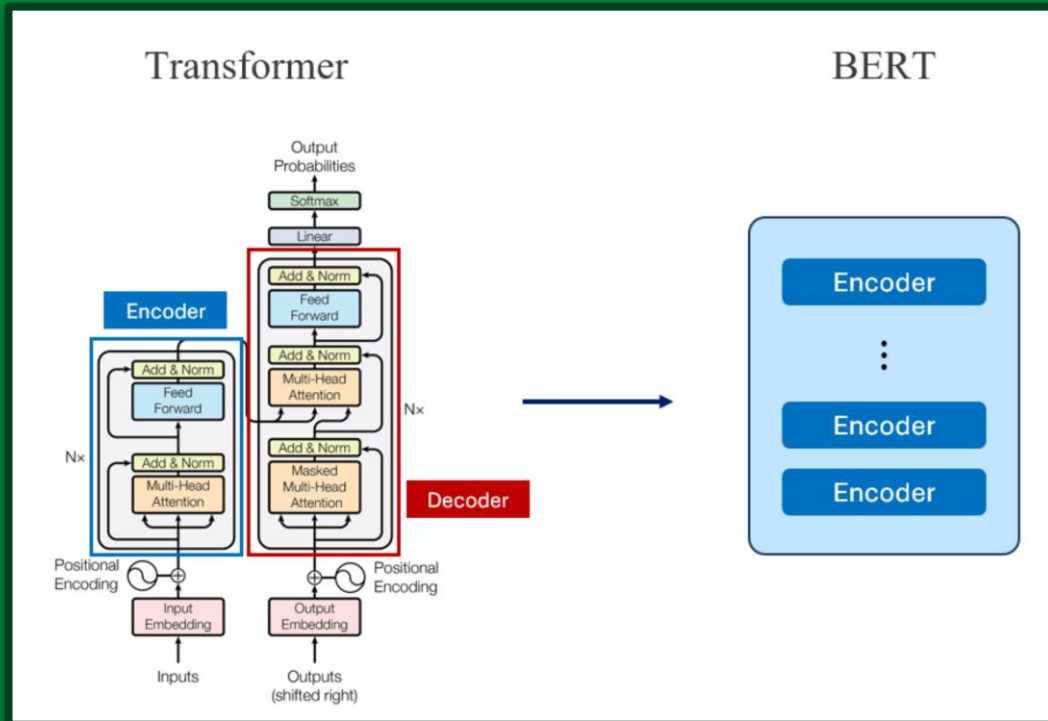 Transformer
BERT
Output
Probabilities
Softmax
Linear
Add & Norm
Feed
Forward
Add & Norm
Multi-Head
Attention
Nx
Add & Norm
Masked
Multi-Head
Attention
Decoder
Encoder
Add & Norm
Feed
Forward
Nx
Add & Norm
Multi-Head
Attention
Positional
Encoding
Positional
Encoding
Input
Embedding
Output
Embedding
Inputs
Outputs
(shifted right)
Encoder
⋮
Encoder
Encoder